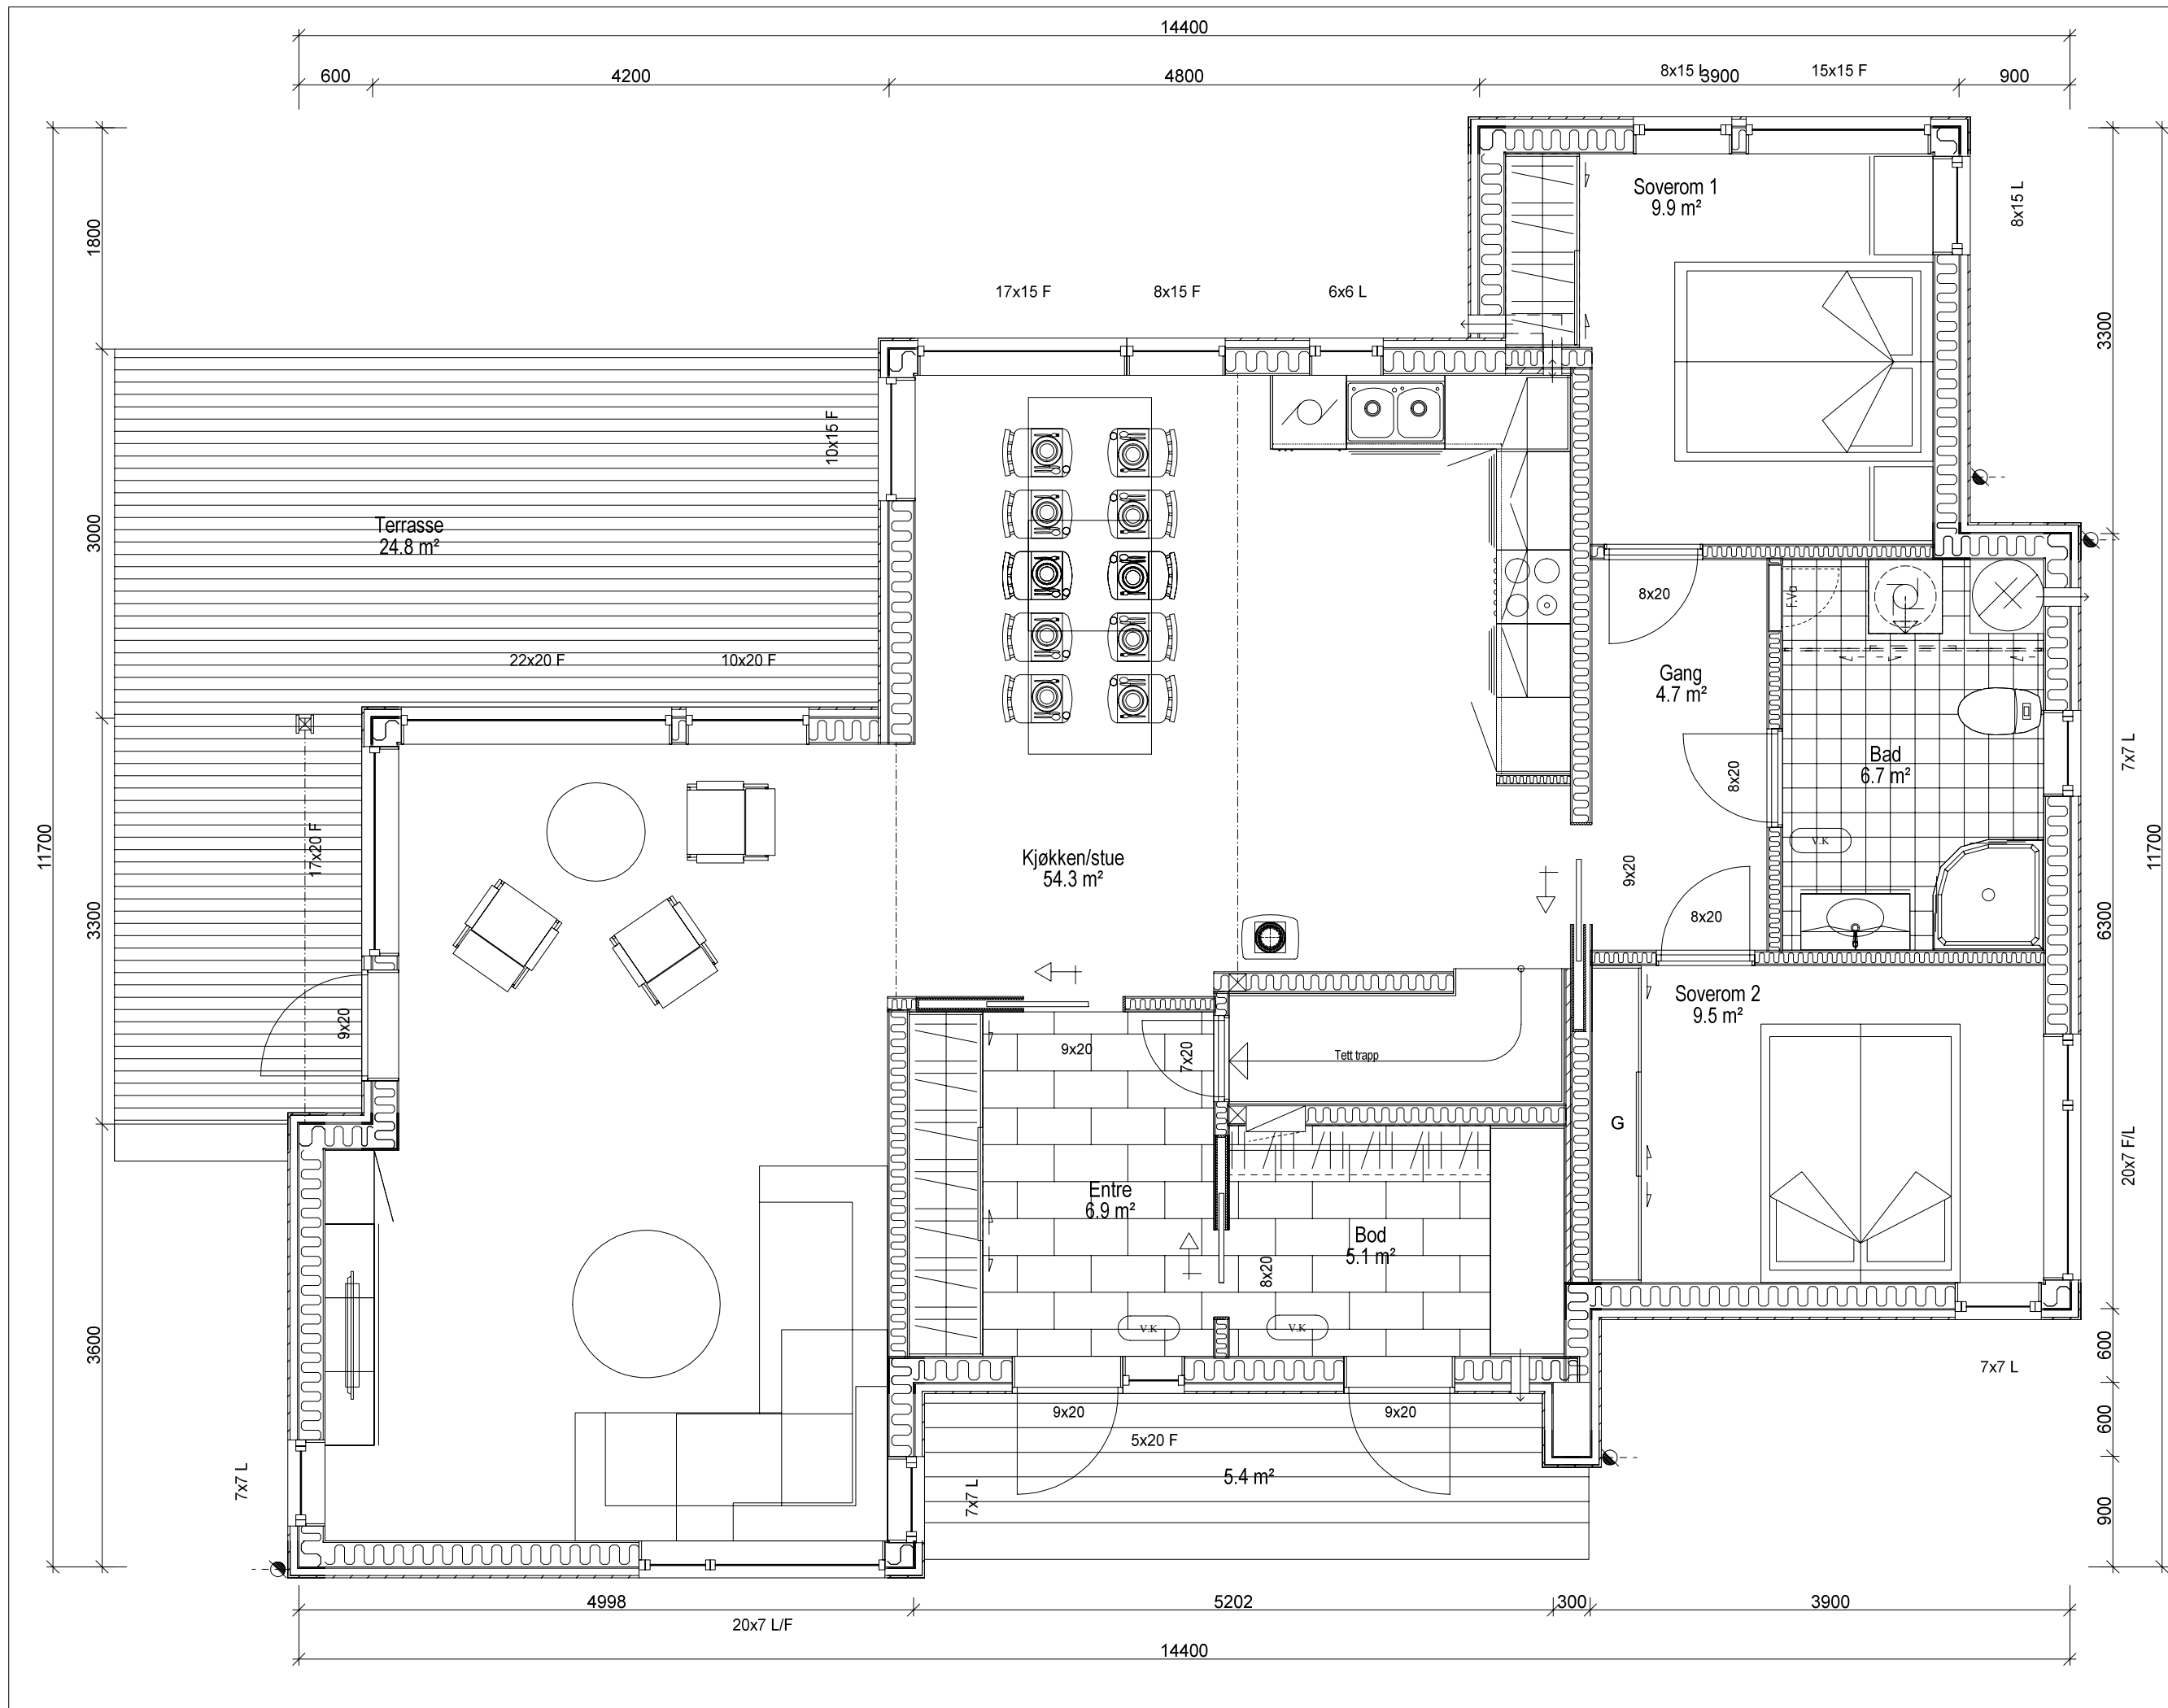 14400
600
4200
4800
8x15 L
3900
15x15 F
900
Soverom 1
9.9 m²
8x15 L
1800
3300
17x15 F
8x15 F
6x6 L
10x15 F
Terrasse
24.8 m²
3000
8x20
F.Va
22x20 F
10x20 F
Gang
4.7 m²
7x7 L
Bad
6.7 m²
8x20
V.K
11700
17x20 F
Kjøkken/stue
54.3 m²
9x20
11700
3300
8x20
6300
9x20
Soverom 2
9.5 m²
9x20
7x20
Tett trapp
G
20x7 F/L
Entre
6.9 m²
Bod
5.1 m²
8x20
3600
V.K
V.K
600
7x7 L
9x20
9x20
5x20 F
600
5.4 m²
7x7 L
7x7 L
900
4998
5202
300
3900
20x7 L/F
14400